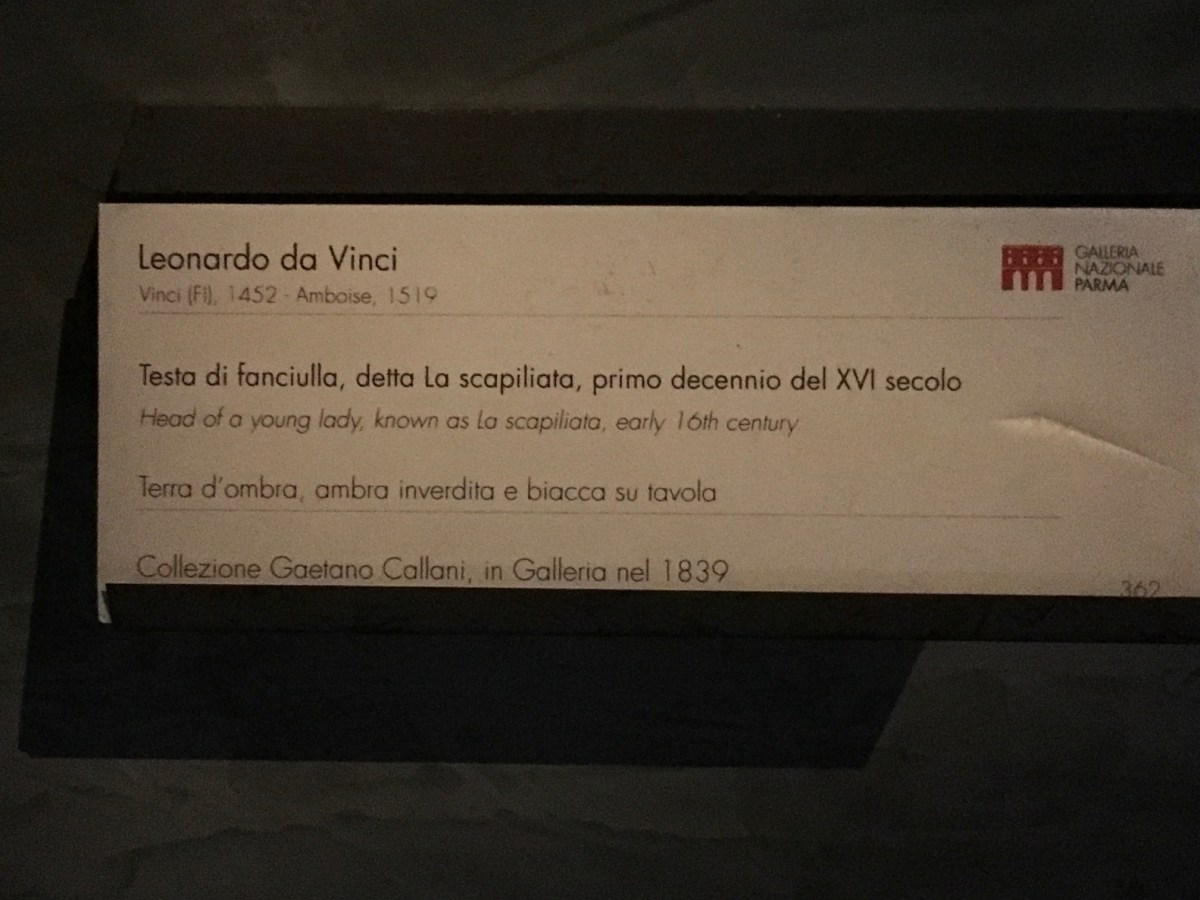 Leonardo da Vinci
Vinci (FI), 1452 - Amboise, 1519
GALLERIA
NAZIONALE
PARMA
Testa di fanciulla, detta La scapiliata, primo decennio del XVI secolo
Head of a young lady, known as La scapiliata, early 16th century
Terra d'ombra, ambra inverdita e biacca su tavola
Collezione Gaetano Callani, in Galleria nel 1839
362